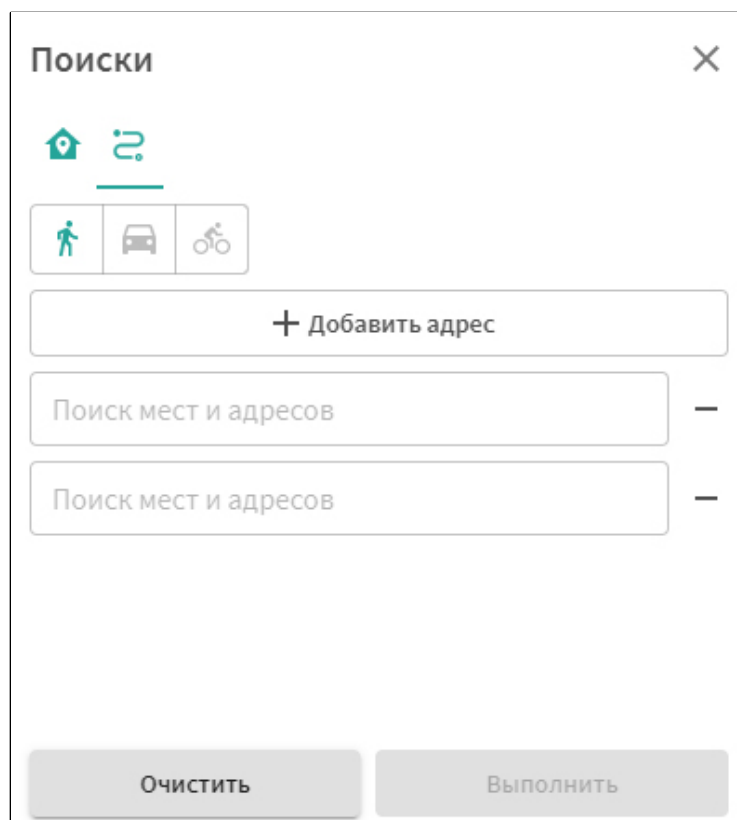 Поиски
Добавить адрес
Поиск мест и адресов
Поиск мест и адресов
Очистить
Выполнить